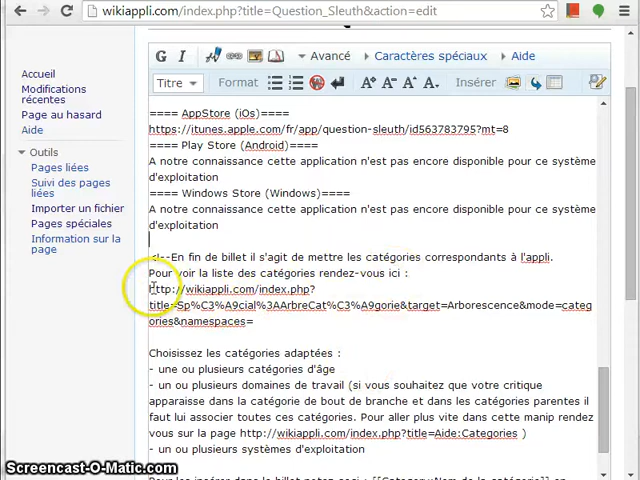 wikiappli.com/index.php?title=Question_Sleuth&action=edit
G I Avancé Caractères spéciaux Aide
Titre Format Insérer
Accueil
Modifications
récentes
Page au hasard
Aide
Outils
Pages liées
Suivi des pages
liées
Importer un fichier
Pages spéciales
Information sur la
page
==== AppStore (iOs)====
https://itunes.apple.com/fr/app/question-sleuth/id563783795?mt=8
==== Play Store (Android)====
A notre connaissance cette application n'est pas encore disponible pour ce système
d'exploitation
==== Windows Store (Windows)====
A notre connaissance cette application n'est pas encore disponible pour ce système
d'exploitation
<!--En fin de billet il s'agit de mettre les catégories correspondants à l'appli.
Pour voir la liste des catégories rendez-vous ici :
http://wikiappli.com/index.php?
title=Sp%C3%A9cial%3AArbreCat%C3%A9gorie&target=Arborescence&mode=categ
ories&namespaces=
Choisissez les catégories adaptées :
- une ou plusieurs catégories d'âge
- un ou plusieurs domaines de travail (si vous souhaitez que votre critique
apparaisse dans la catégorie de bout de branche et dans les catégories parentes il
faut lui associer toutes ces catégories. Pour aller plus vite dans cette manip rendez
vous sur la page http://wikiappli.com/index.php?title=Aide:Categories )
- un ou plusieurs systèmes d'exploitation
Screencast-O-Matic.com